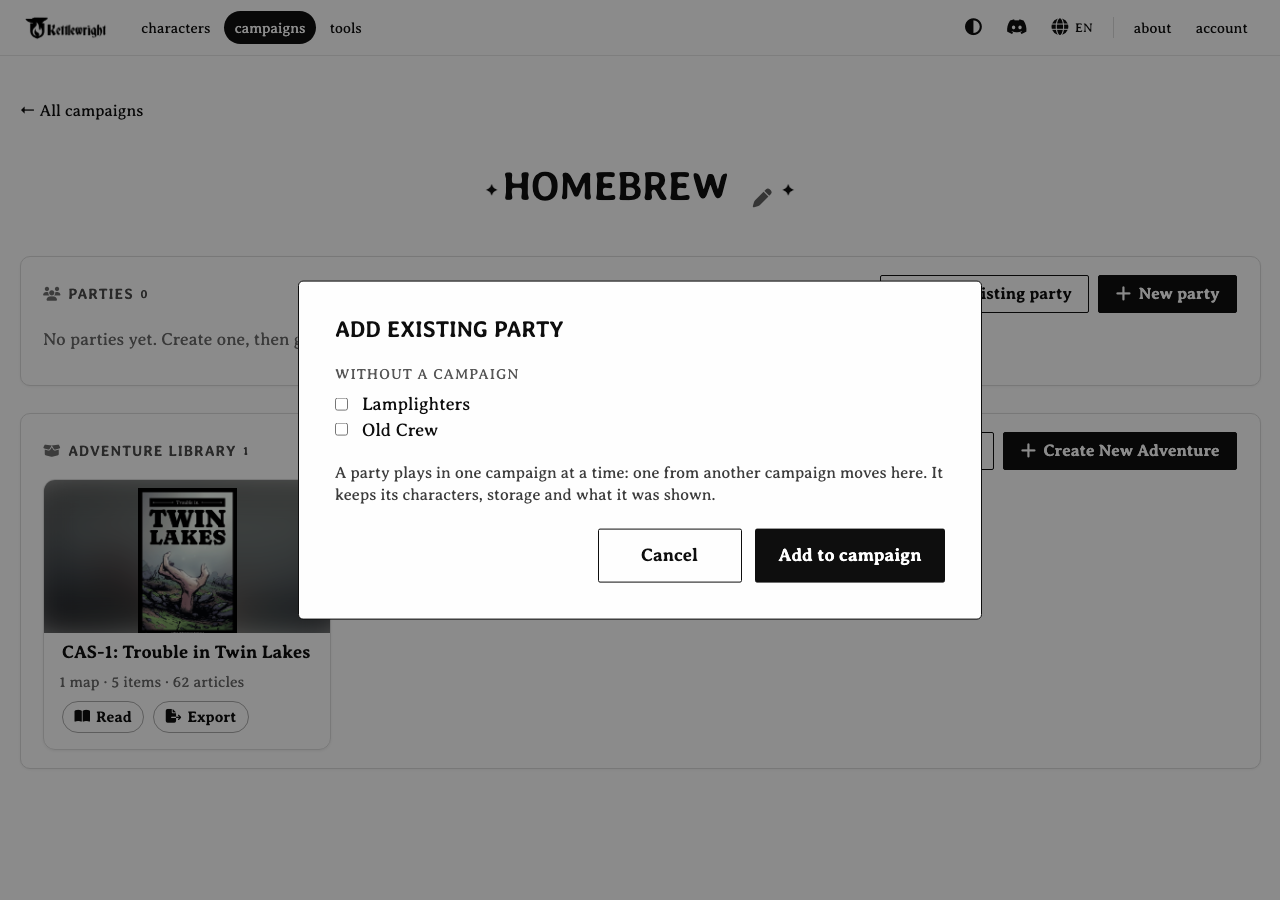 Kettlewright
characters
campaigns
tools
EN
about
account
← All campaigns
HOMEBREW
PARTIES 0
isting party
+ New party
No parties yet. Create one, then
ADD EXISTING PARTY
WITHOUT A CAMPAIGN
Lamplighters
Old Crew
A party plays in one campaign at a time: one from another campaign moves here. It
keeps its characters, storage and what it was shown.
Cancel
Add to campaign
ADVENTURE LIBRARY 1
+ Create New Adventure
Trouble in
TWIN
LAKES
CAS-1: Trouble in Twin Lakes
1 map · 5 items · 62 articles
Read
Export